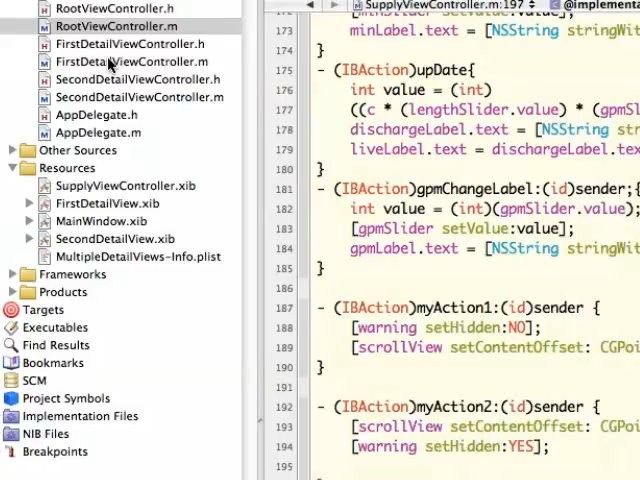 RootViewController.h
RootViewController.m
FirstDetailViewController.h
FirstDetailViewController.m
SecondDetailViewController.h
SecondDetailViewController.m
AppDelegate.h
AppDelegate.m
Other Sources
Resources
SupplyViewController.xib
FirstDetailView.xib
MainWindow.xib
SecondDetailView.xib
MultipleDetailViews-Info.plist
Frameworks
Products
Targets
Executables
Find Results
Bookmarks
SCM
Project Symbols
Implementation Files
NIB Files
Breakpoints
SupplyViewController.m:197 @impleme
[minSlider setValue:value];
173 minLabel.text = [NSString stringWit
174 }
175 - (IBAction)upDate{
176 int value = (int)
177 ((c * (lengthSlider.value) * (gpmSl
178 dischargeLabel.text = [NSString str
179 liveLabel.text = dischargeLabel.tex
180 }
181 - (IBAction)gpmChangeLabel:(id)sender;{
182 int value = (int)(gpmSlider.value);
183 [gpmSlider setValue:value];
184 gpmLabel.text = [NSString stringWit
185 }
186
187 - (IBAction)myAction1:(id)sender {
188 [warning setHidden:NO];
189 [scrollView setContentOffset: CGPoi
190 }
191
192 - (IBAction)myAction2:(id)sender {
193 [scrollView setContentOffset: CGPoi
194 [warning setHidden:YES];
195